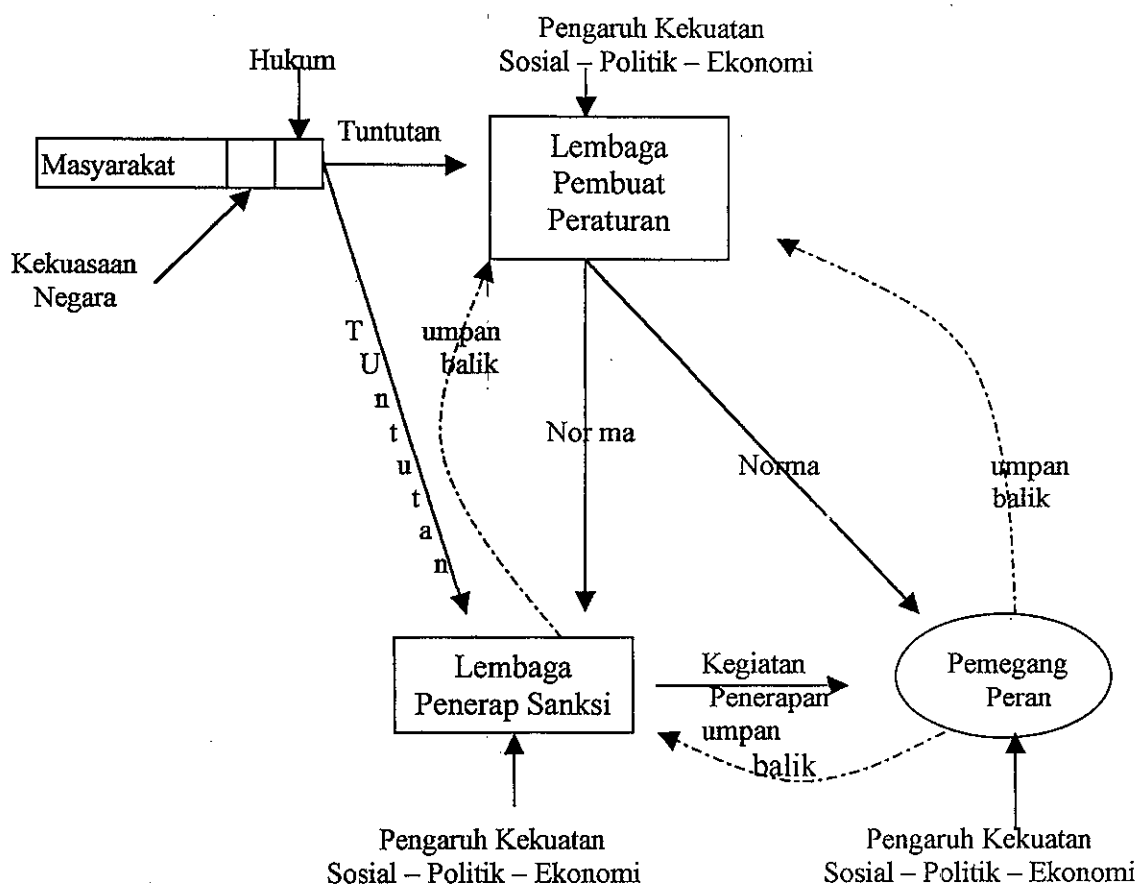 Pengaruh Kekuatan
Sosial – Politik – Ekonomi
Hukum
Tuntutan
Masyarakat
Lembaga
Pembuat
Peraturan
Kekuasaan
Negara
TUntutan
umpan
balik
Nor ma
Norma
umpan
balik
Lembaga
Penerap Sanksi
Kegiatan
Penerapan
umpan
balik
Pemegang
Peran
Pengaruh Kekuatan
Sosial – Politik – Ekonomi
Pengaruh Kekuatan
Sosial – Politik – Ekonomi